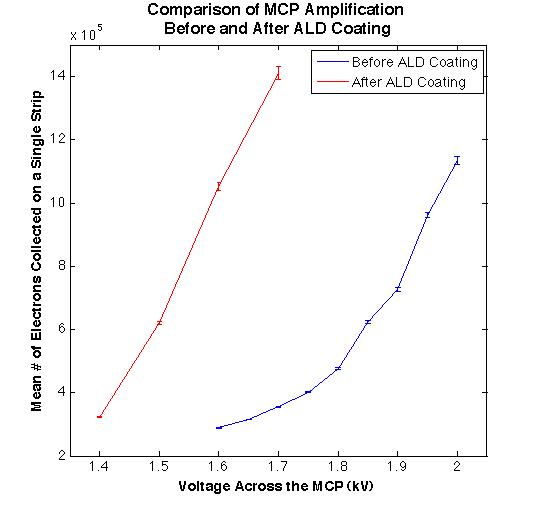 Comparison of MCP Amplification
Before and After ALD Coating
x 10^5
Before ALD Coating
After ALD Coating
14
12
10
8
6
4
2
Mean # of Electrons Collected on a Single Strip
1.4 1.5 1.6 1.7 1.8 1.9 2
Voltage Across the MCP (kV)